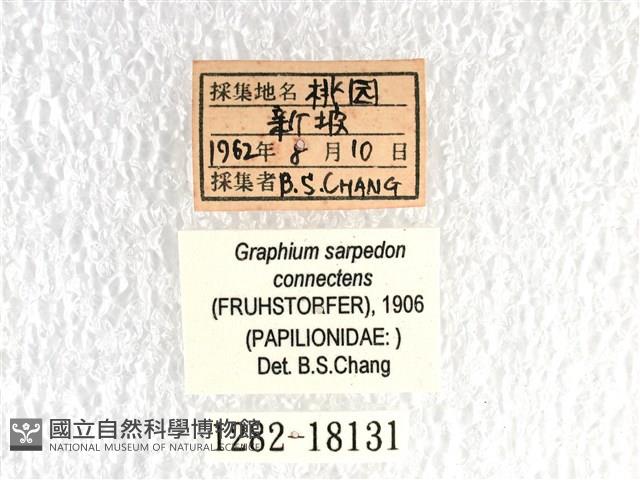 採集地名 桃园
新坡
1962年 8 月 10 日
採集者 B.S.CHANG
Graphium sarpedon
connectens
(FRUHSTORFER), 1906
(PAPILIONIDAE: )
Det. B.S.Chang
1282-18131
國立自然科學博物館
NATIONAL MUSEUM OF NATURAL SCIENCE